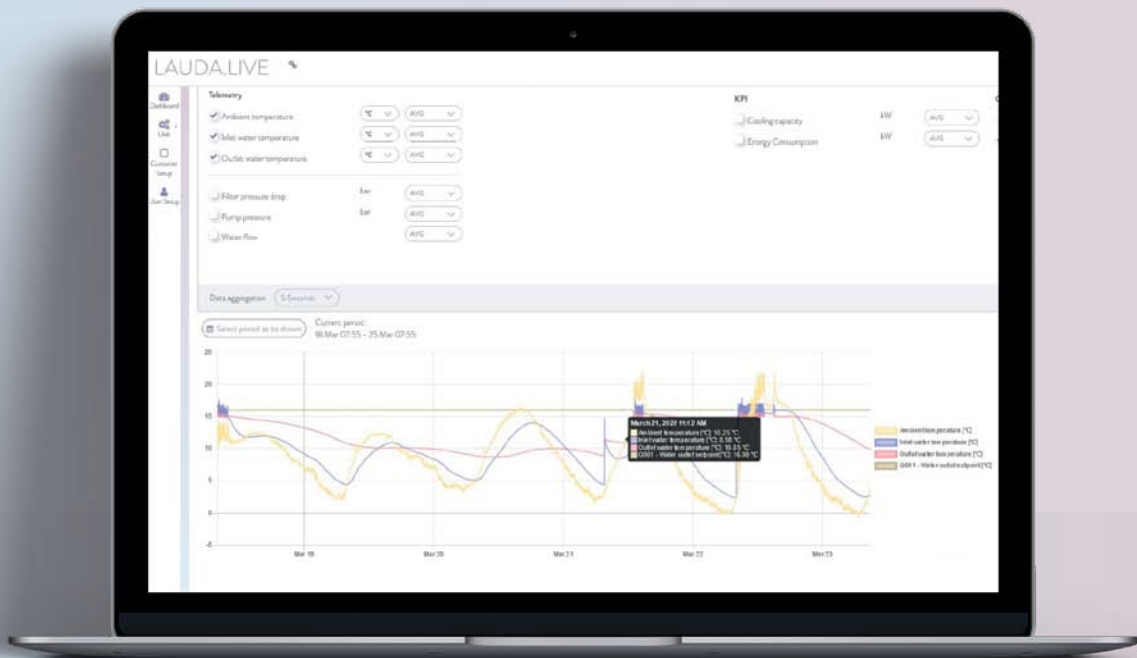 LAUDA.LIVE
Dashboard
Unit
Customer
Setup
User Setup
Telemetry
Ambient temperature °C AVG
Inlet water temperature °C AVG
Outlet water temperature °C AVG
Filter pressure drop bar AVG
Pump pressure bar AVG
Water flow AVG
KPI
Cooling capacity kW AVG
Energy Consumption kW AVG
Data aggregation 5 Seconds
Select period to be shown
Current period:
18 Mar 07:55 - 25 Mar 07:55
20
15
10
5
0
-5
Mar 19 Mar 20 Mar 21 Mar 22 Mar 23
March 21, 2023 11:12 AM
Ambient temperature [°C]: 10.25 °C
Inlet water temperature [°C]: 8.58 °C
Outlet water temperature [°C]: 10.85 °C
G001 - Water outlet setpoint[°C]: 16.00 °C
Ambient temperature [°C]
Inlet water temperature [°C]
Outlet water temperature [°C]
G001 - Water outlet setpoint[°C]